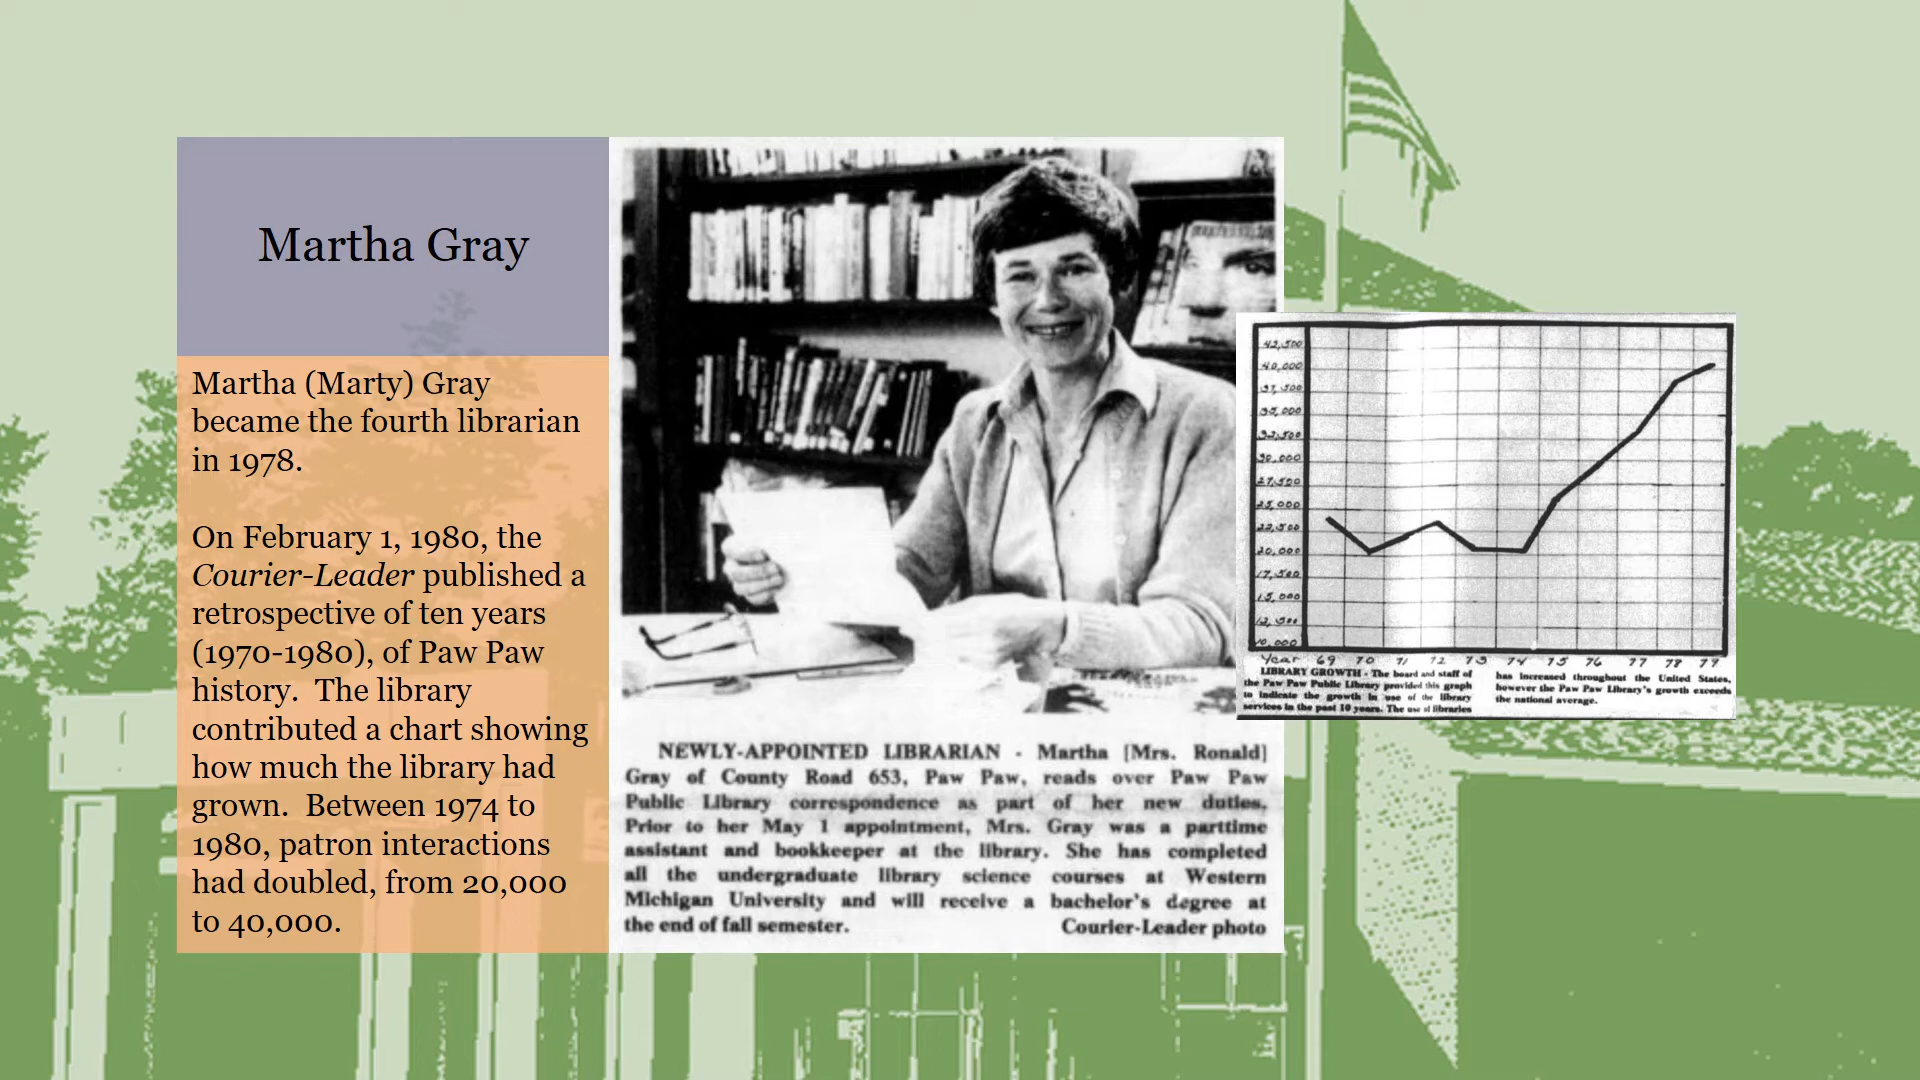 Martha Gray
Martha (Marty) Gray
became the fourth librarian
in 1978.
On February 1, 1980, the
Courier-Leader published a
retrospective of ten years
(1970-1980), of Paw Paw
history.  The library
contributed a chart showing
how much the library had
grown.  Between 1974 to
1980, patron interactions
had doubled, from 20,000
to 40,000.
NEWLY-APPOINTED LIBRARIAN - Martha [Mrs. Ronald]
Gray of County Road 653, Paw Paw, reads over Paw Paw
Public Library correspondence as part of her new duties.
Prior to her May 1 appointment, Mrs. Gray was a parttime
assistant and bookkeeper at the library. She has completed
all the undergraduate library science courses at Western
Michigan University and will receive a bachelor's degree at
the end of fall semester. Courier-Leader photo
42,500
40,000
37,500
35,000
32,500
30,000
27,500
25,000
22,500
20,000
17,500
15,000
12,500
10,000
Year 69 70 71 72 73 74 75 76 77 78 79
LIBRARY GROWTH - The board and staff of
the Paw Paw Public Library provided this graph
to indicate the growth in use of the library
services in the past 10 years. The use of libraries
has increased throughout the United States,
however the Paw Paw Library's growth exceeds
the national average.